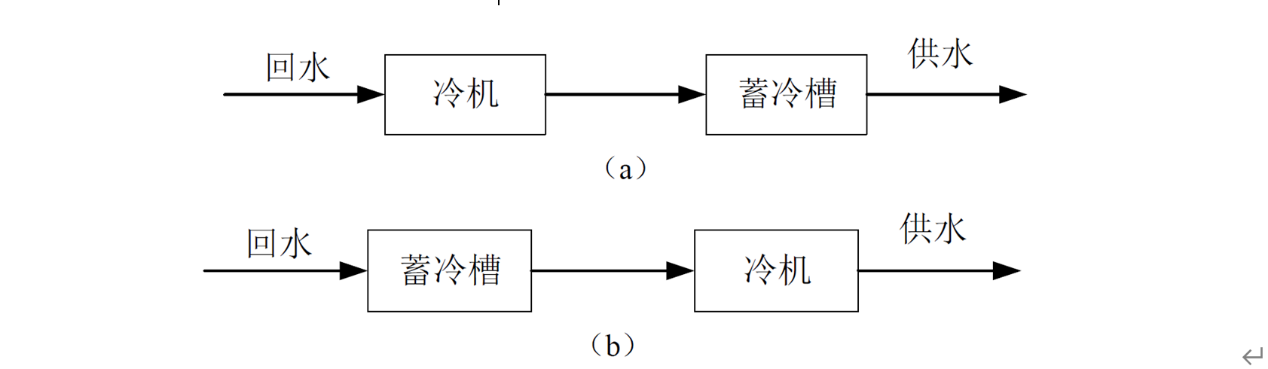 回水 冷机 蓄冷槽 供水
（a）
回水 蓄冷槽 冷机 供水
（b）